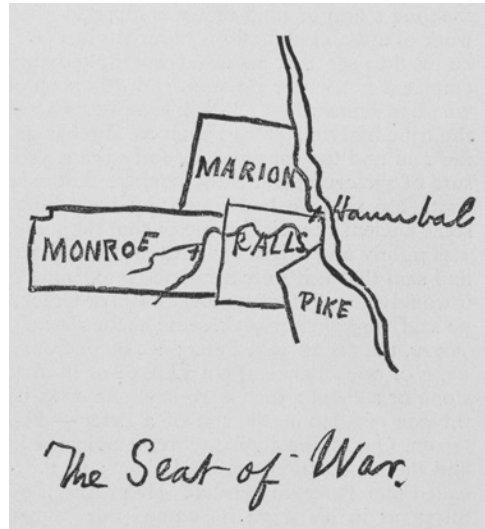 MARION
Hannibal
MONROE
RALLS
PIKE
The Seat of War.